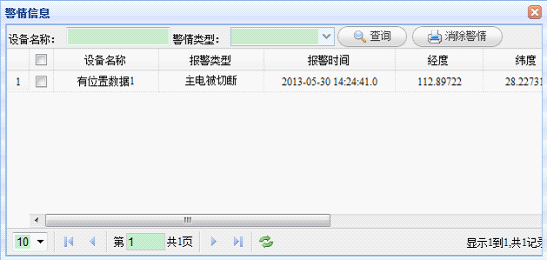 警情信息
设备名称: 警情类型: 查询 消除警情
设备名称 报警类型 报警时间 经度 纬度
1 有位置数据1 主电被切断 2013-05-30 14:24:41.0 112.89722 28.22731
10 第 1 共1页 显示1到1,共1记录